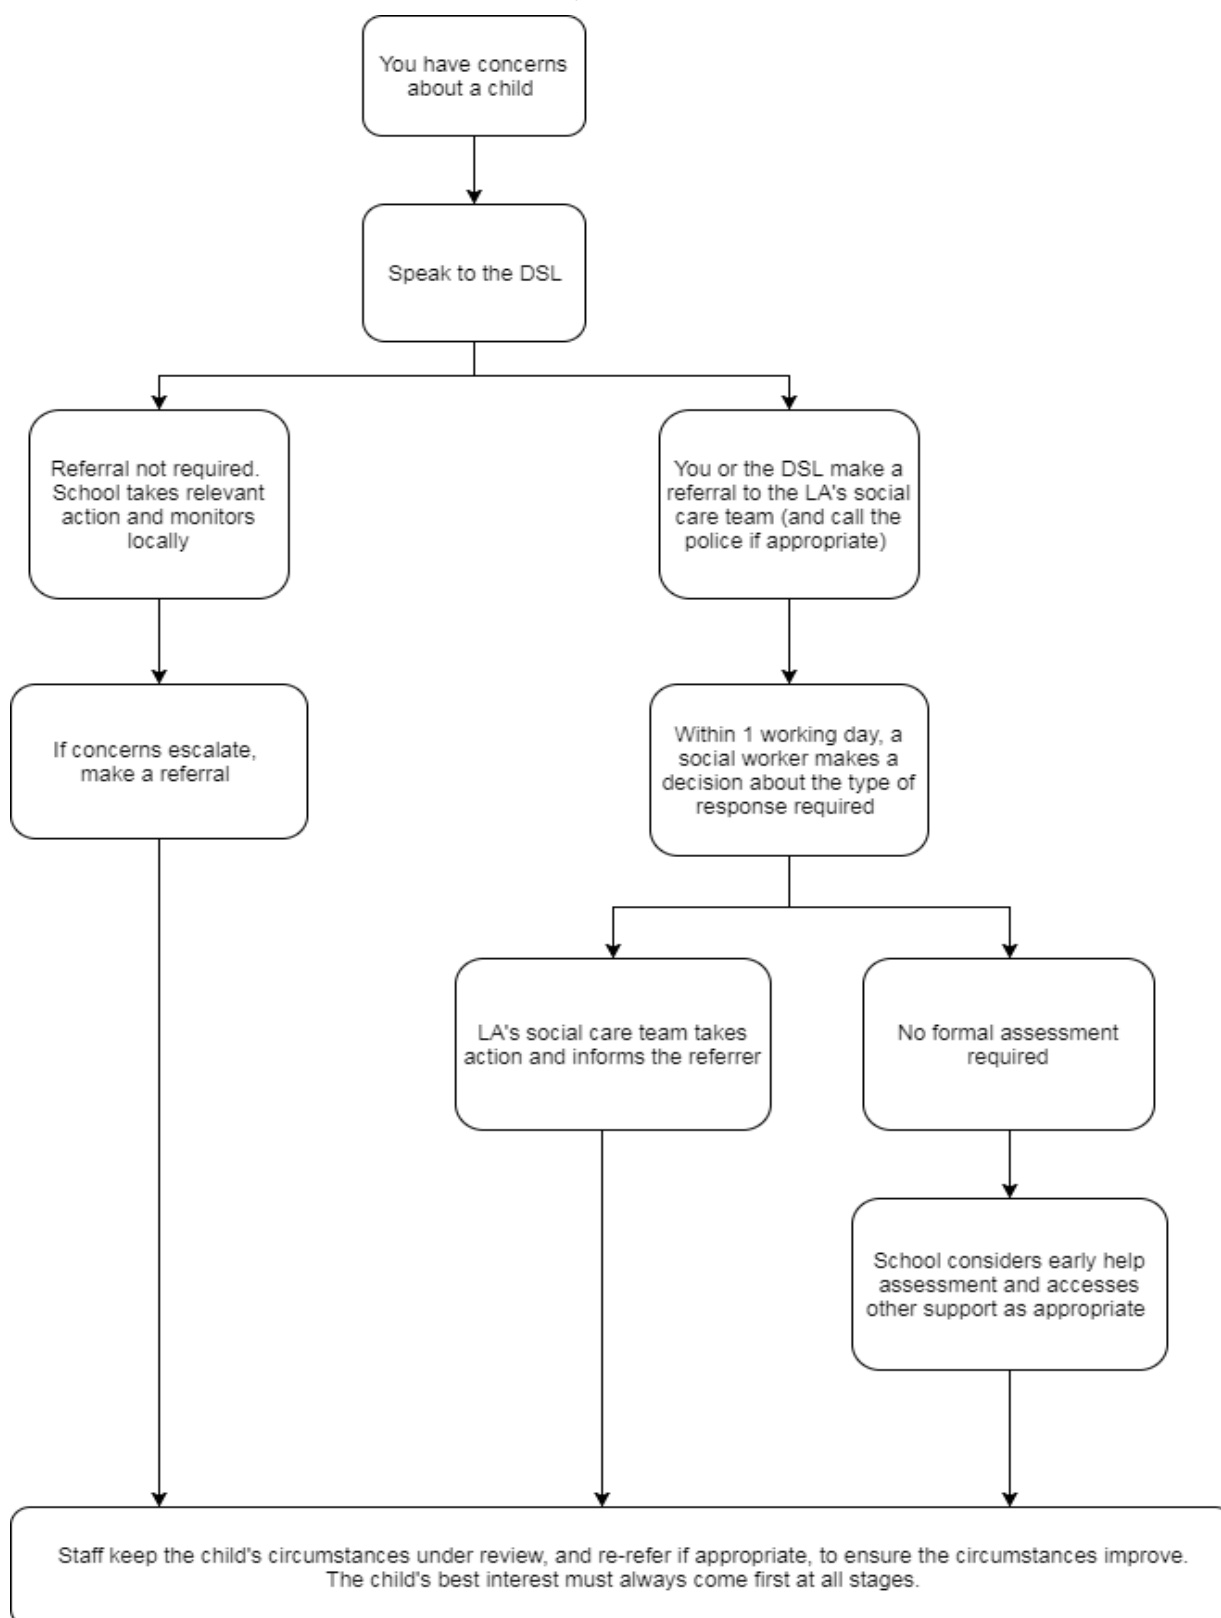 You have concerns
about a child
Speak to the DSL
Referral not required.
School takes relevant
action and monitors
locally
You or the DSL make a
referral to the LA's social
care team (and call the
police if appropriate)
If concerns escalate,
make a referral
Within 1 working day, a
social worker makes a
decision about the type of
response required
LA's social care team takes
action and informs the referrer
No formal assessment
required
School considers early help
assessment and accesses
other support as appropriate
Staff keep the child's circumstances under review, and re-refer if appropriate, to ensure the circumstances improve.
The child's best interest must always come first at all stages.